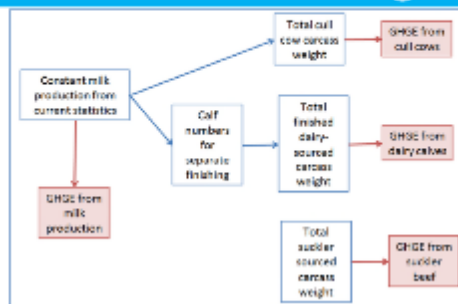 Total cull
cow carcass
weight
GHGE from
cull cows
Constant milk
production from
current statistics
Calf
numbers
for
separate
finishing
Total
finished
dairy-
sourced
carcass
weight
GHGE from
dairy calves
GHGE from
milk
production
Total
suckler
sourced
carcass
weight
GHGE from
suckler
beef